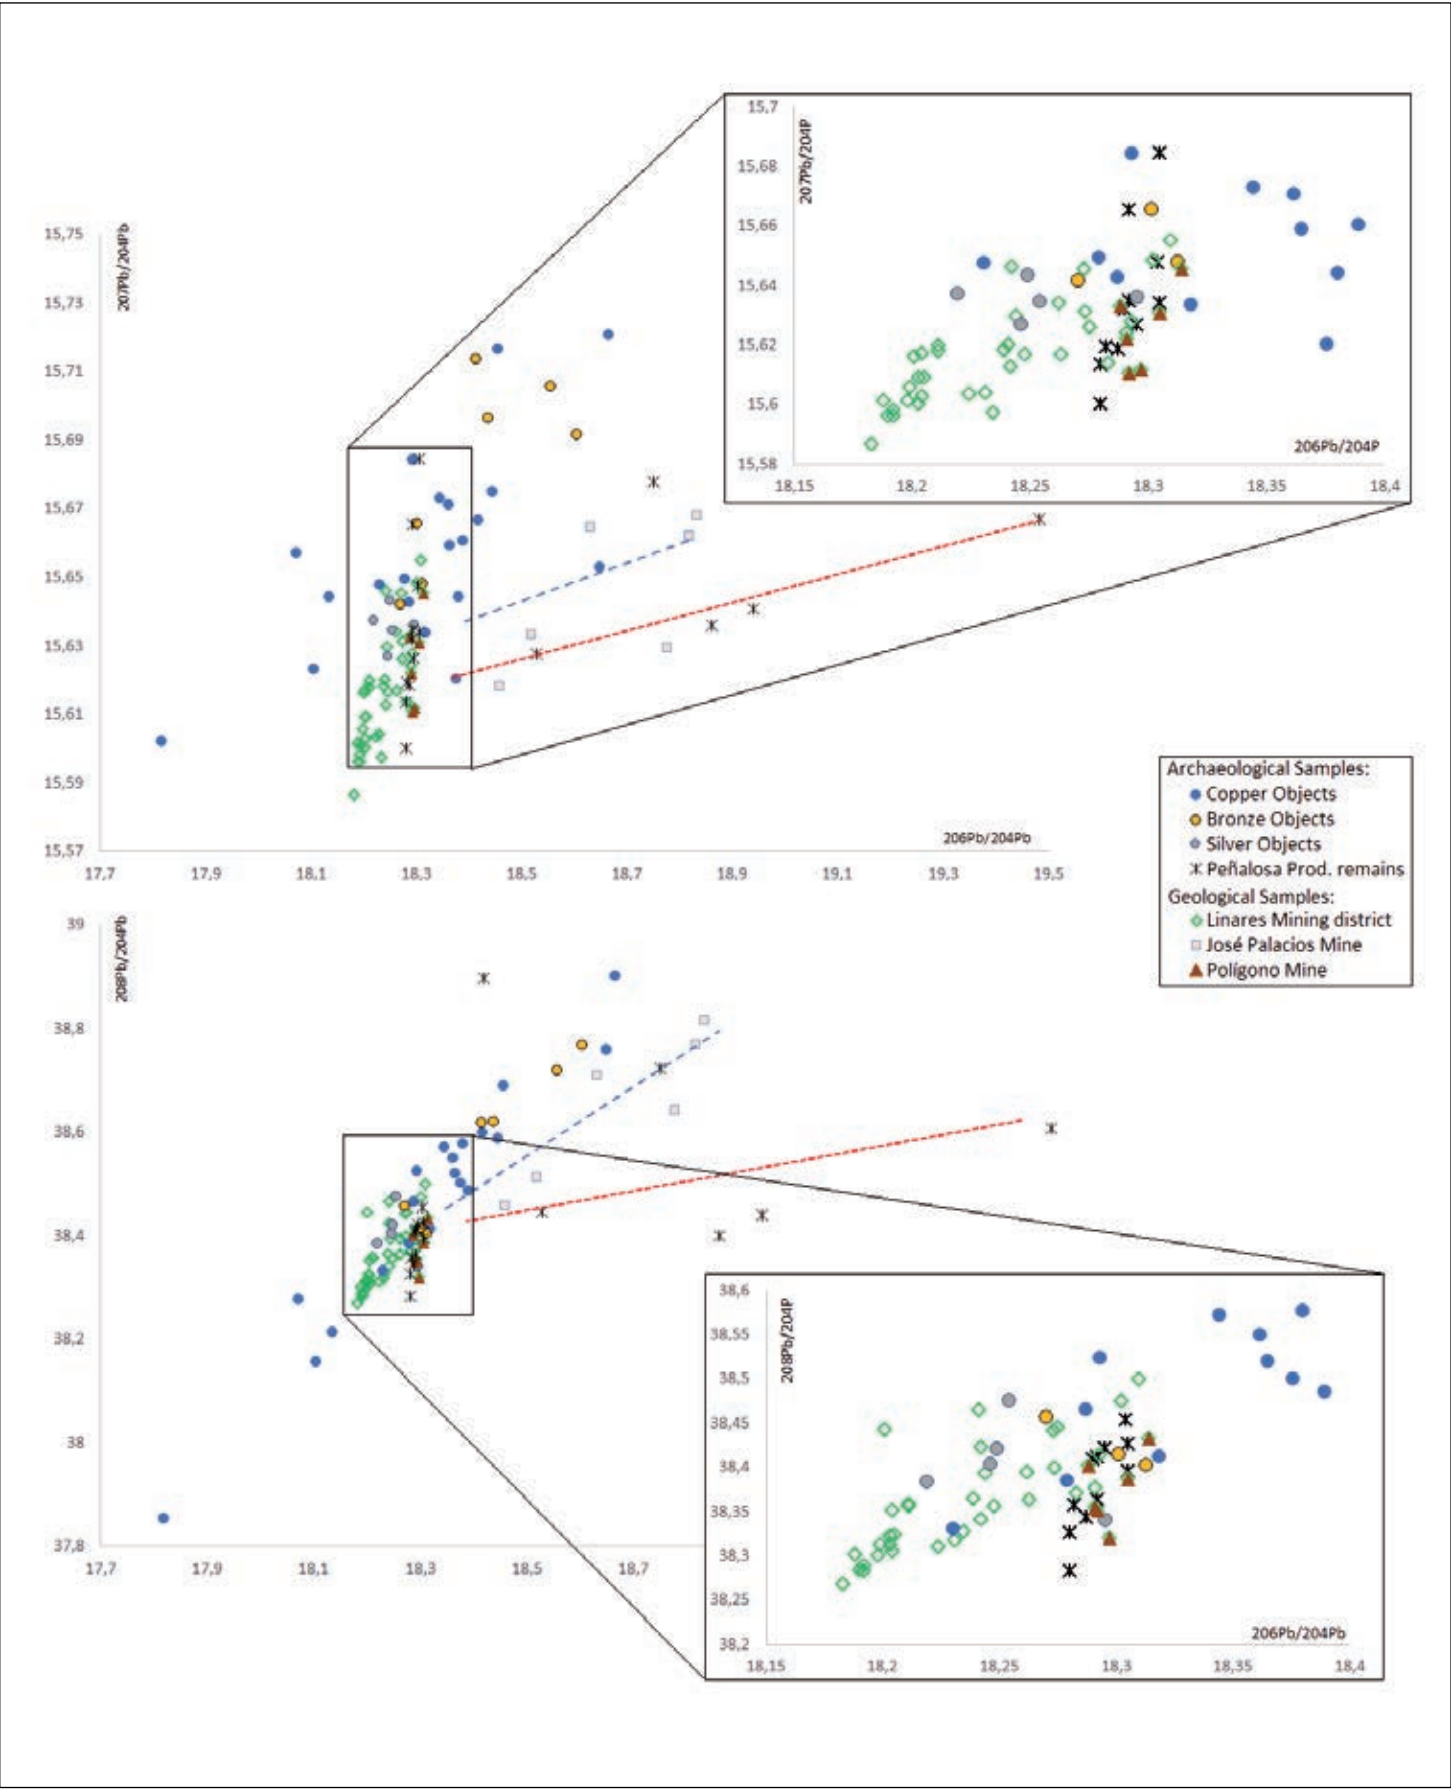 15,7
207Pb/204P
15,68
15,66
15,64
15,62
15,6
206Pb/204P
15,58
18,15 18,2 18,25 18,3 18,35 18,4
15,75
207Pb/204Pb
15,73
15,71
15,69
15,67
15,65
15,63
15,61
15,59
206Pb/204Pb
15,57
17,7 17,9 18,1 18,3 18,5 18,7 18,9 19,1 19,3 19,5
Archaeological Samples:
Copper Objects
Bronze Objects
Silver Objects
Peñalosa Prod. remains
Geological Samples:
Linares Mining district
José Palacios Mine
Polígono Mine
39
208Pb/204Pb
38,8
38,6
38,4
38,2
38
37,8
17,7 17,9 18,1 18,3 18,5 18,7
38,6
208Pb/204P
38,55
38,5
38,45
38,4
38,35
38,3
38,25
38,2
206Pb/204Pb
18,15 18,2 18,25 18,3 18,35 18,4